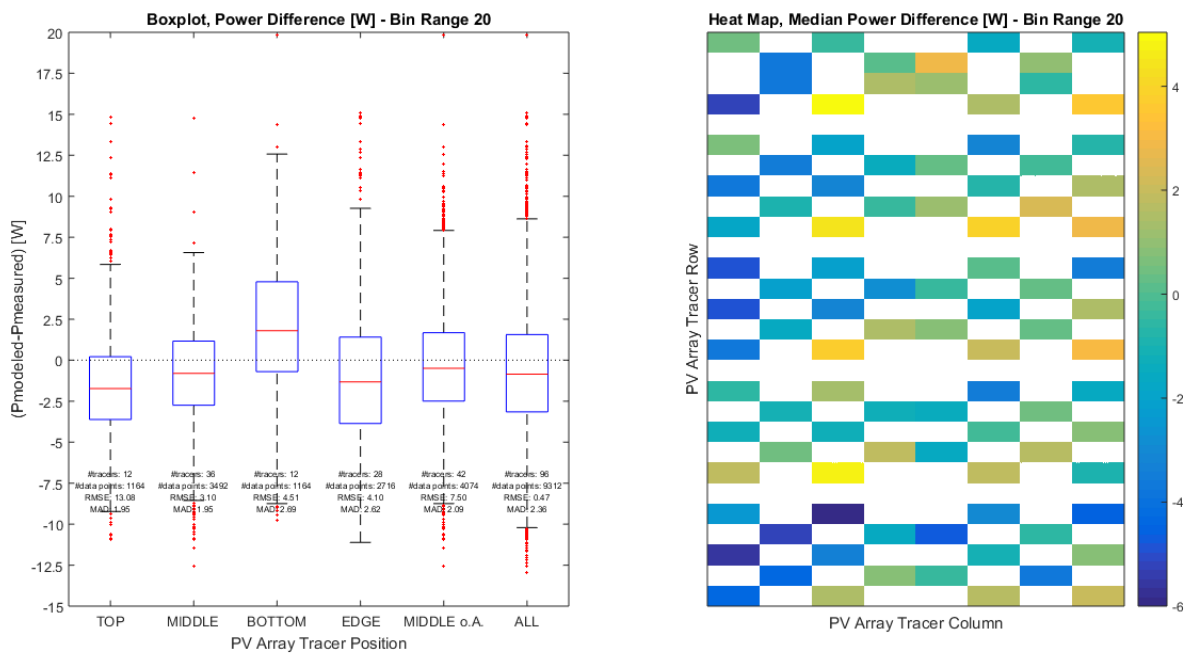 Boxplot, Power Difference [W] - Bin Range 20
20
17.5
15
12.5
10
7.5
5
2.5
0
-2.5
-5
-7.5
-10
-12.5
-15
(Pmodeled-Pmeasured) [W]
#tracers: 12
#data points: 1164
RMSE: 13.08
MAD: 1.95
#tracers: 36
#data points: 3492
RMSE: 3.10
MAD: 1.95
#tracers: 12
#data points: 1164
RMSE: 4.51
MAD: 2.69
#tracers: 28
#data points: 2716
RMSE: 4.10
MAD: 2.62
#tracers: 42
#data points: 4074
RMSE: 7.50
MAD: 2.09
#tracers: 96
#data points: 9312
RMSE: 0.47
MAD: 2.36
TOP MIDDLE BOTTOM EDGE MIDDLE o.A. ALL
PV Array Tracer Position
Heat Map, Median Power Difference [W] - Bin Range 20
PV Array Tracer Row
PV Array Tracer Column
4
2
0
-2
-4
-6